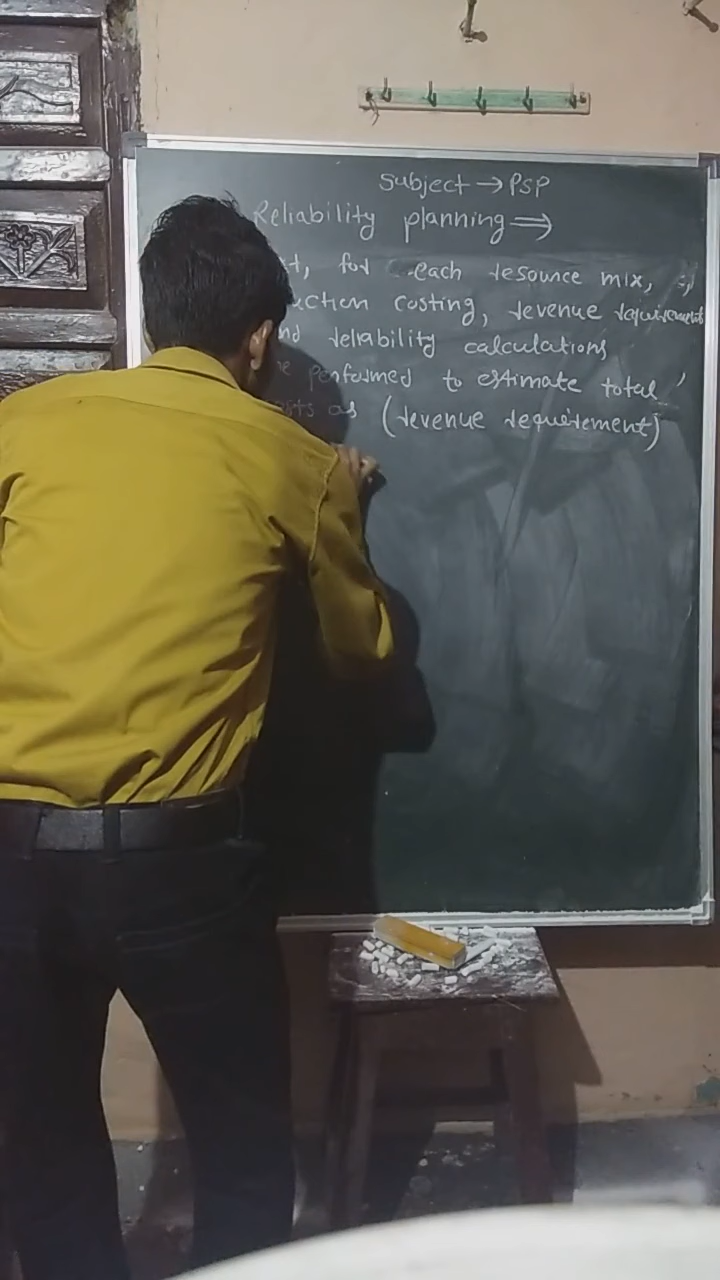 Subject → PSP
Reliability planning ⇒
for each resource mix,
costing, revenue requirement
reliability calculations
performed to estimate total
as (revenue requirement)